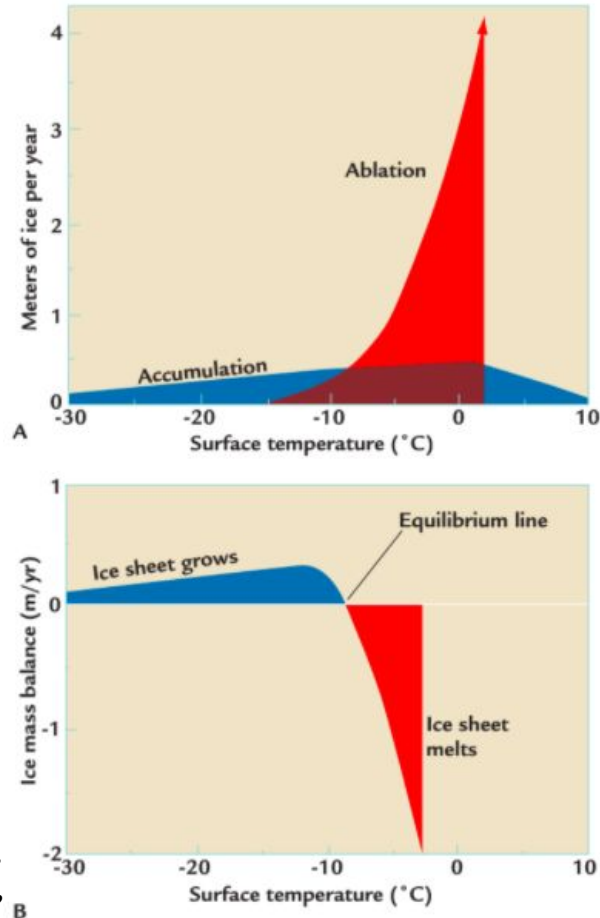 4
3
2
1
0
Meters of ice per year
Ablation
Accumulation
-30
-20
-10
0
10
A
Surface temperature (˚C)
1
0
-1
-2
Ice mass balance (m/yr)
Equilibrium line
Ice sheet grows
Ice sheet
melts
-30
-20
-10
0
10
Surface temperature (˚C)
B